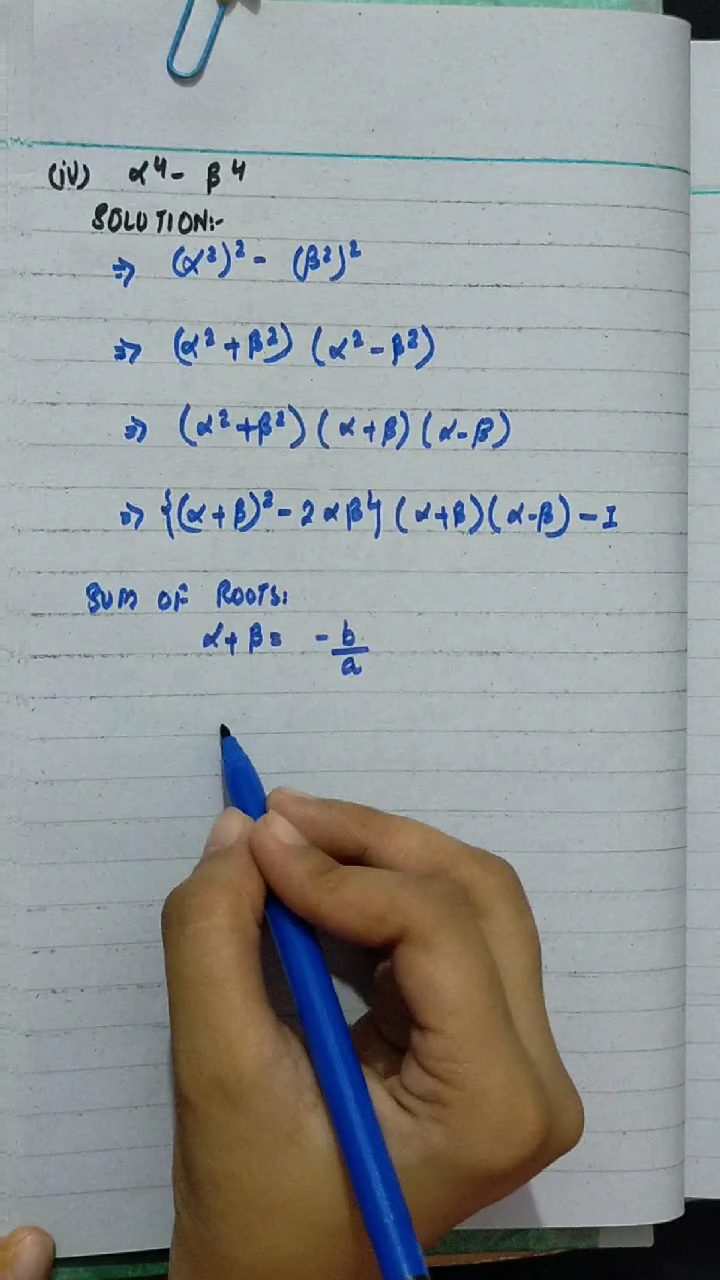 (iv) α⁴ - β⁴
SOLUTION:-
⇒ (α²)² - (β²)²
⇒ (α² + β²) (α² - β²)
⇒ (α² + β²) (α + β) (α - β)
⇒ {(α + β)² - 2αβ} (α + β) (α - β) - I
SUM OF ROOTS:
α + β = -b/a